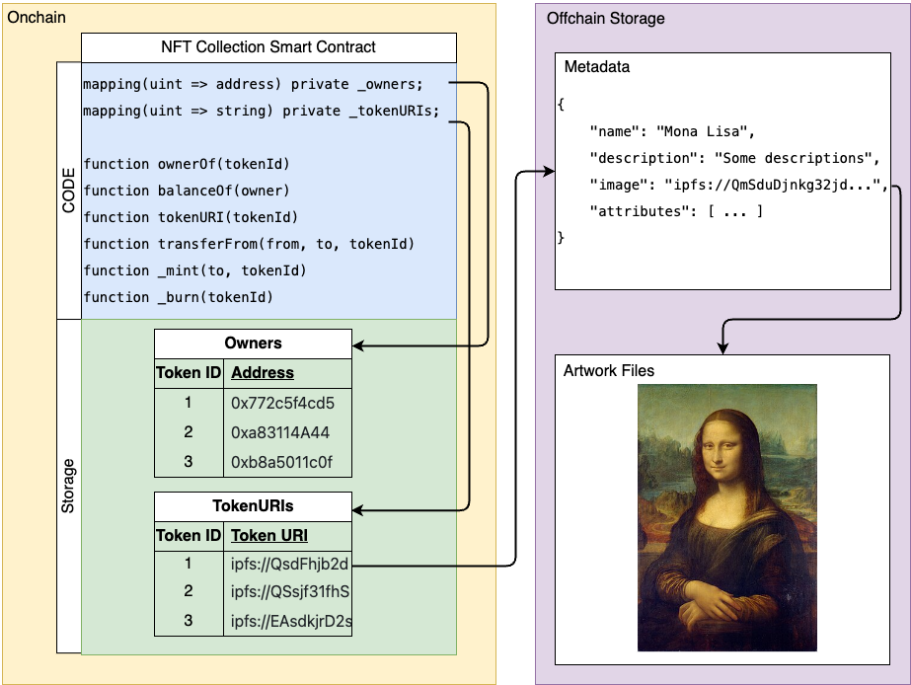 Onchain
NFT Collection Smart Contract
CODE
mapping(uint => address) private _owners;
mapping(uint => string) private _tokenURIs;
function ownerOf(tokenId)
function balanceOf(owner)
function tokenURI(tokenId)
function transferFrom(from, to, tokenId)
function _mint(to, tokenId)
function _burn(tokenId)
Storage
Owners
Token ID Address
1 0x772c5f4cd5
2 0xa83114A44
3 0xb8a5011c0f
TokenURIs
Token ID Token URI
1 ipfs://QsdFhjb2d
2 ipfs://QSsjf31fhS
3 ipfs://EAsdkjrD2s
Offchain Storage
Metadata
{
"name": "Mona Lisa",
"description": "Some descriptions",
"image": "ipfs://QmSduDjnkg32jd...",
"attributes": [ ... ]
}
Artwork Files